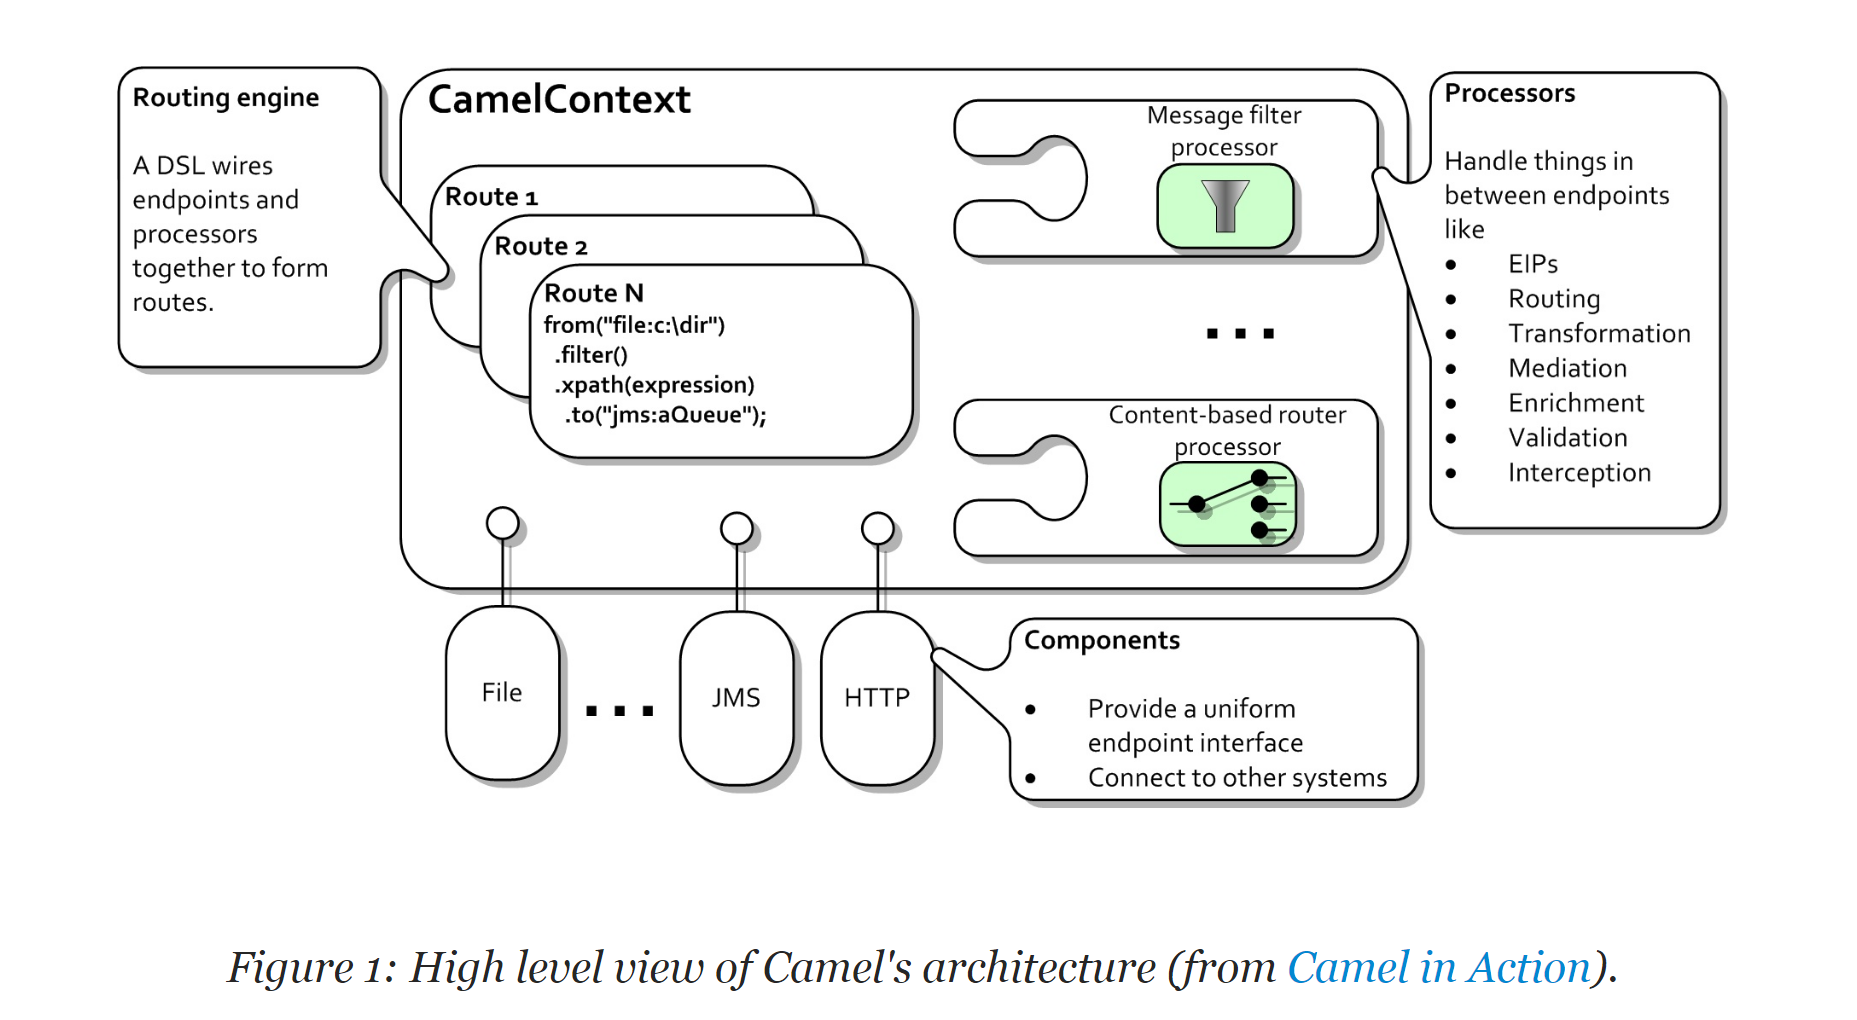 Routing engine
A DSL wires
endpoints and
processors
together to form
routes.
CamelContext
Route 1
Route 2
Route N
from("file:c:\dir")
.filter()
.xpath(expression)
.to("jms:aQueue");
Message filter
processor
...
Content-based router
processor
Processors
Handle things in
between endpoints
like
• EIPs
• Routing
• Transformation
• Mediation
• Enrichment
• Validation
• Interception
File
...
JMS
HTTP
Components
• Provide a uniform
endpoint interface
• Connect to other systems
Figure 1: High level view of Camel's architecture (from Camel in Action).